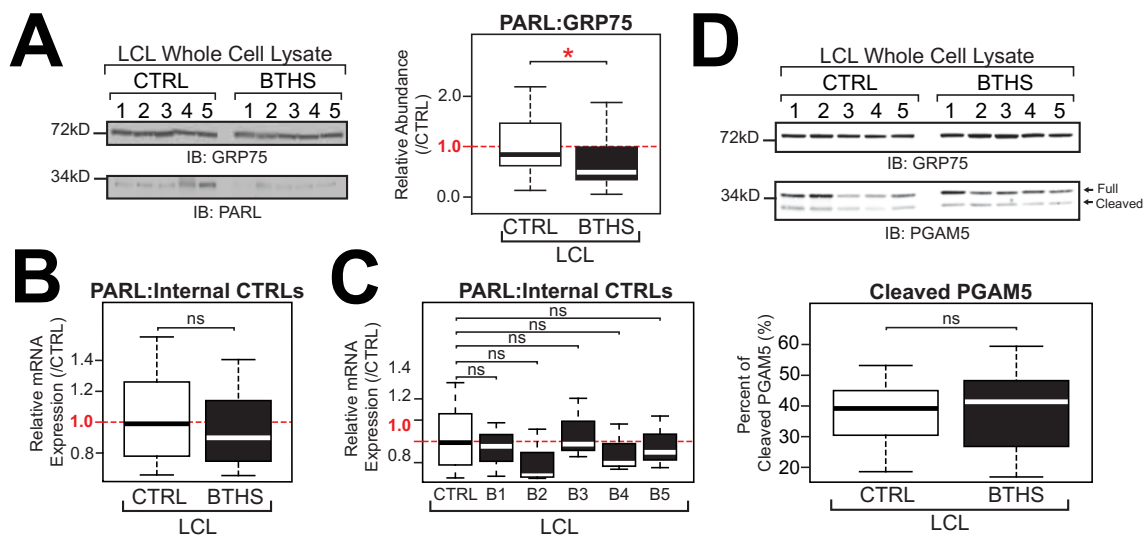 A
LCL Whole Cell Lysate
CTRL BTHS
1 2 3 4 5 1 2 3 4 5
72kD
IB: GRP75
34kD
IB: PARL
PARL:GRP75
Relative Abundance
(/CTRL)
*
2.0
1.0
0.0
CTRL BTHS
LCL
D
LCL Whole Cell Lysate
CTRL BTHS
1 2 3 4 5 1 2 3 4 5
72kD
IB: GRP75
34kD
Full
Cleaved
IB: PGAM5
B
PARL:Internal CTRLs
Relative mRNA
Expression (/CTRL)
ns
1.4
1.2
1.0
0.8
CTRL BTHS
LCL
C
PARL:Internal CTRLs
Relative mRNA
Expression (/CTRL)
ns
ns
ns
ns
ns
1.4
1.2
1.0
0.8
CTRL B1 B2 B3 B4 B5
LCL
Cleaved PGAM5
Percent of
Cleaved PGAM5 (%)
ns
60
50
40
30
20
CTRL BTHS
LCL